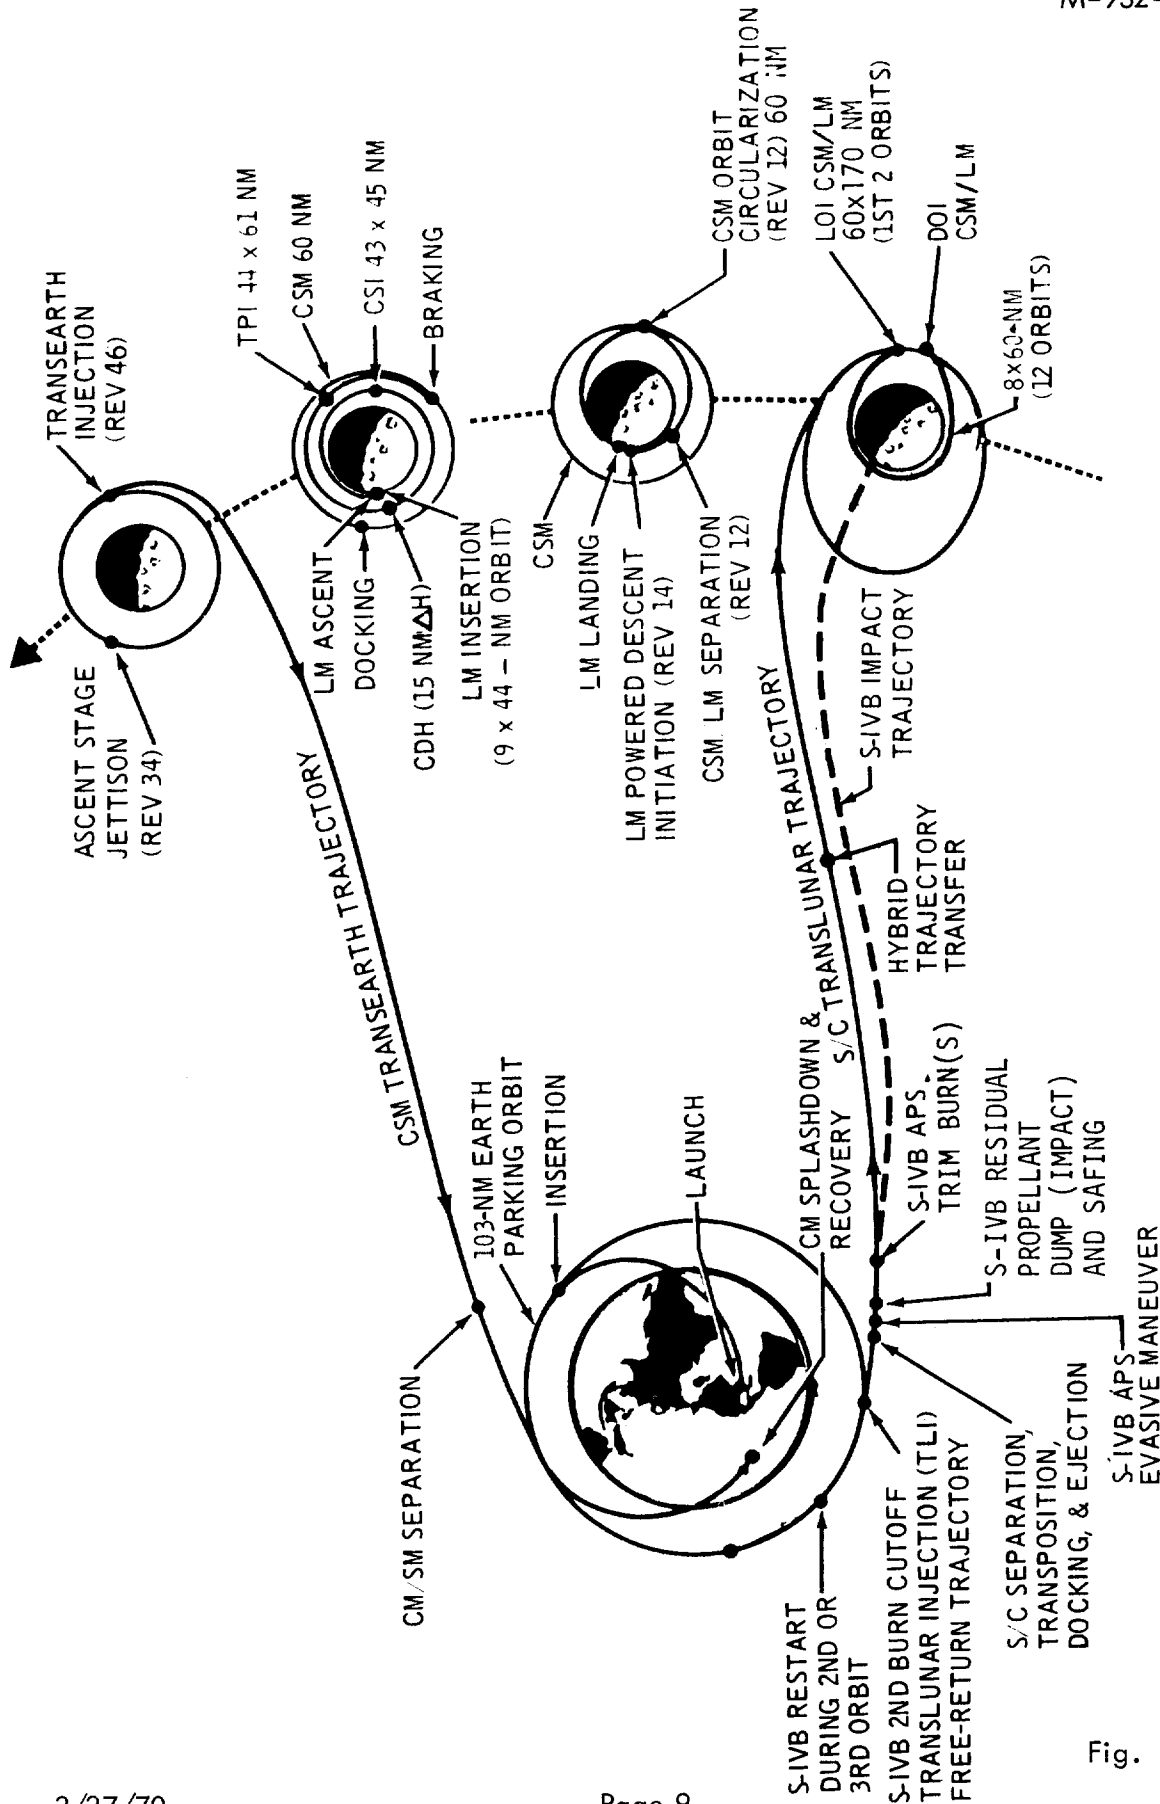 TRANSEARTH
INJECTION
(REV 46)
ASCENT STAGE
JETTISON
(REV 34)
TPI 44 x 61 NM
CSM 60 NM
CSI 43 x 45 NM
BRAKING
LM ASCENT
DOCKING
CDH (15 NM∆H)
LM INSERTION
(9 x 44 – NM ORBIT)
CSM ORBIT
CIRCULARIZATION
(REV 12) 60 NM
CSM
LM LANDING
LM POWERED DESCENT
INITIATION (REV 14)
CSM LM SEPARATION
(REV 12)
LOI CSM/LM
60x170 NM
(1ST 2 ORBITS)
DOI
CSM/LM
8x60-NM
(12 ORBITS)
CSM TRANSEARTH TRAJECTORY
S/C TRANSLUNAR TRAJECTORY
S-IVB IMPACT
TRAJECTORY
HYBRID
TRAJECTORY
TRANSFER
CM/SM SEPARATION
103-NM EARTH
PARKING ORBIT
INSERTION
LAUNCH
CM SPLASHDOWN &
RECOVERY
S-IVB APS
TRIM BURN(S)
S-IVB RESIDUAL
PROPELLANT
DUMP (IMPACT)
AND SAFING
S-IVB APS
EVASIVE MANEUVER
S/C SEPARATION,
TRANSPOSITION,
DOCKING, & EJECTION
S-IVB RESTART
DURING 2ND OR
3RD ORBIT
S-IVB 2ND BURN CUTOFF
TRANSLUNAR INJECTION (TLI)
FREE-RETURN TRAJECTORY
Fig.